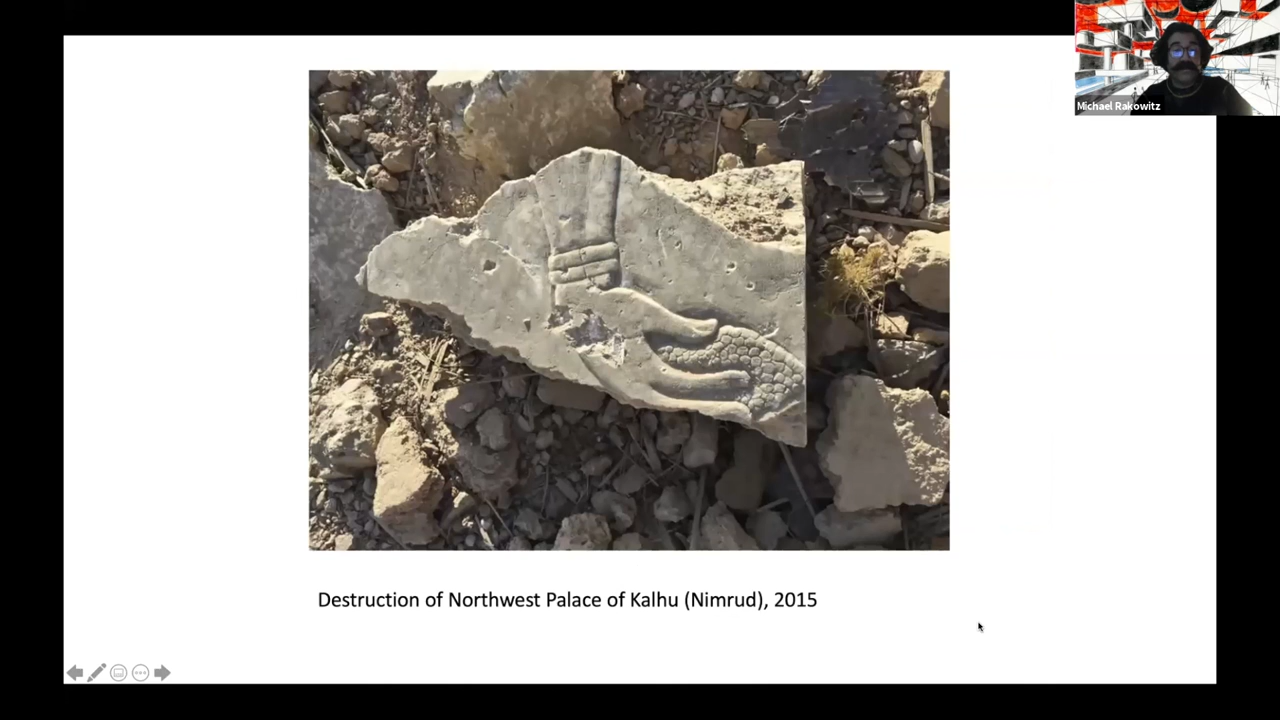 Michael Rakowitz
Destruction of Northwest Palace of Kalhu (Nimrud), 2015